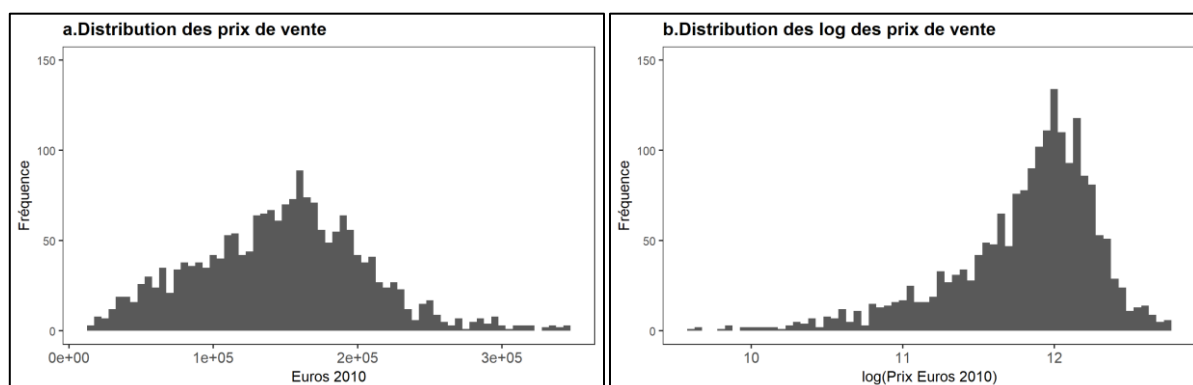 a.Distribution des prix de vente
150
100
50
0
Fréquence
0e+00 1e+05 2e+05 3e+05
Euros 2010
b.Distribution des log des prix de vente
150
100
50
0
Fréquence
10 11 12
log(Prix Euros 2010)